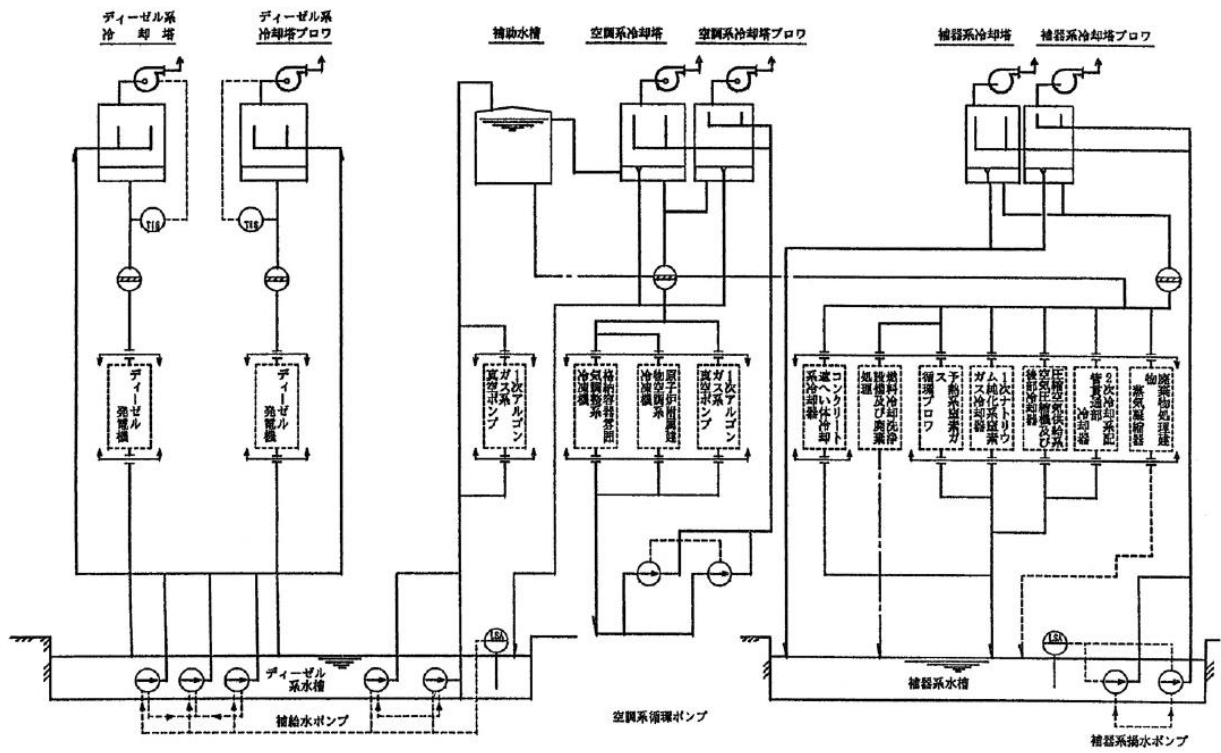 ディーゼル系
冷却塔
ディーゼル系
冷却塔ブロワ
補助水槽
空調系冷却塔
空調系冷却塔ブロワ
補器系冷却塔
補器系冷却塔ブロワ
ディーゼル
発電機
ディーゼル
発電機
1次アルゴン
ガス系
真空ポンプ
格納容器雰囲
気調整系
冷凍機
原子炉附属建
物空調系
冷凍機
1次アルゴン
ガス系
真空ポンプ
コンクリート
遮へい体冷却
系冷却器
燃料冷却洗浄
設備及び廃棄
処理
予熱系窒素ガ
ス
循環ブロワ
1次ナトリウ
ム純化系窒素
ガス冷却器
圧縮空気供給系
空気圧縮機及び
後部冷却器
2次冷却系配
管貫通部
冷却器
廃棄物処理建
物
蒸気凝縮器
ディーゼル
系水槽
補器系水槽
補給水ポンプ
空調系循環ポンプ
補器系揚水ポンプ